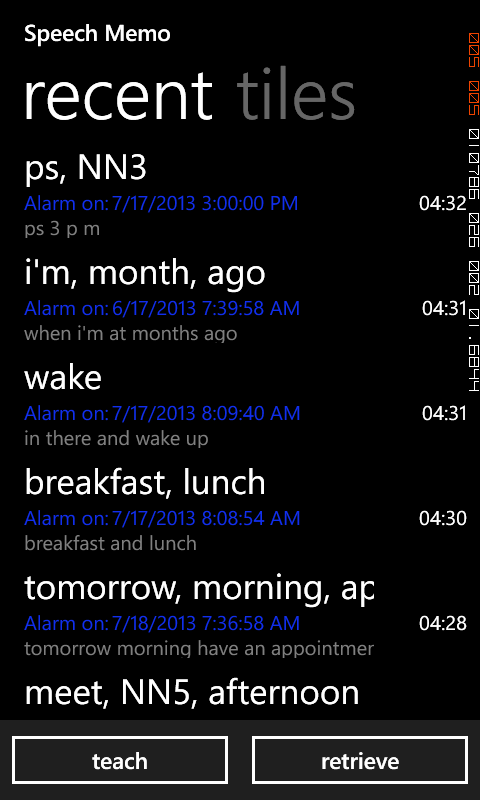 Speech Memo
recent tiles
ps, NN3
Alarm on: 7/17/2013 3:00:00 PM 04:32
ps 3 p m
i'm, month, ago
Alarm on: 6/17/2013 7:39:58 AM 04:31
when i'm at months ago
wake
Alarm on: 7/17/2013 8:09:40 AM 04:31
in there and wake up
breakfast, lunch
Alarm on: 7/17/2013 8:08:54 AM 04:30
breakfast and lunch
tomorrow, morning, ap
Alarm on: 7/18/2013 7:36:58 AM 04:28
tomorrow morning have an appointmer
meet, NN5, afternoon
teach retrieve
005 005 010786 025 002 01.6844